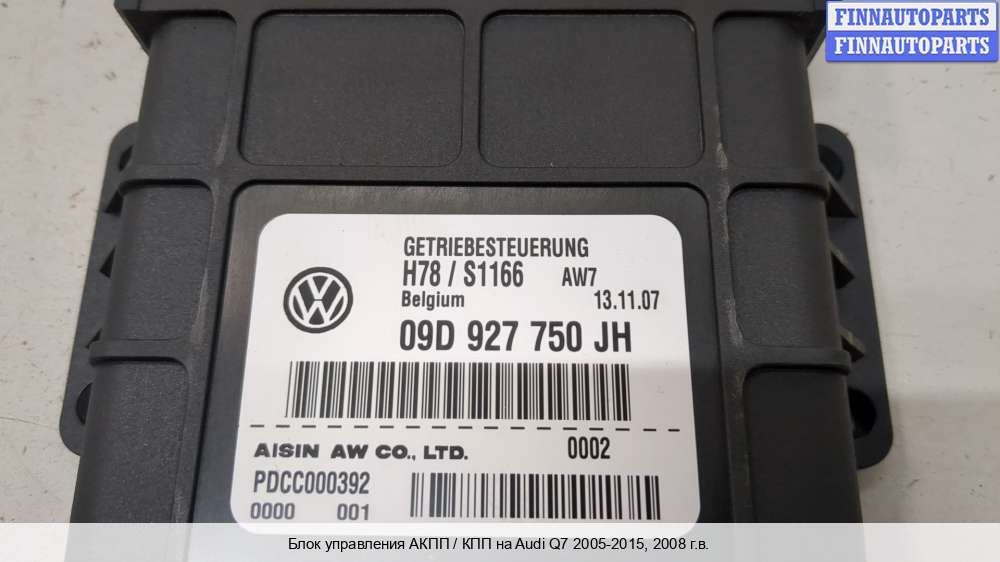 FINNAUTOPARTS
FINNAUTOPARTS
GETRIEBESTEUERUNG
H78 / S1166 AW7
Belgium 13.11.07
09D 927 750 JH
AISIN AW CO., LTD. 0002
PDCC000392
0000 001
Блок управления АКПП / КПП на Audi Q7 2005-2015, 2008 г.в.